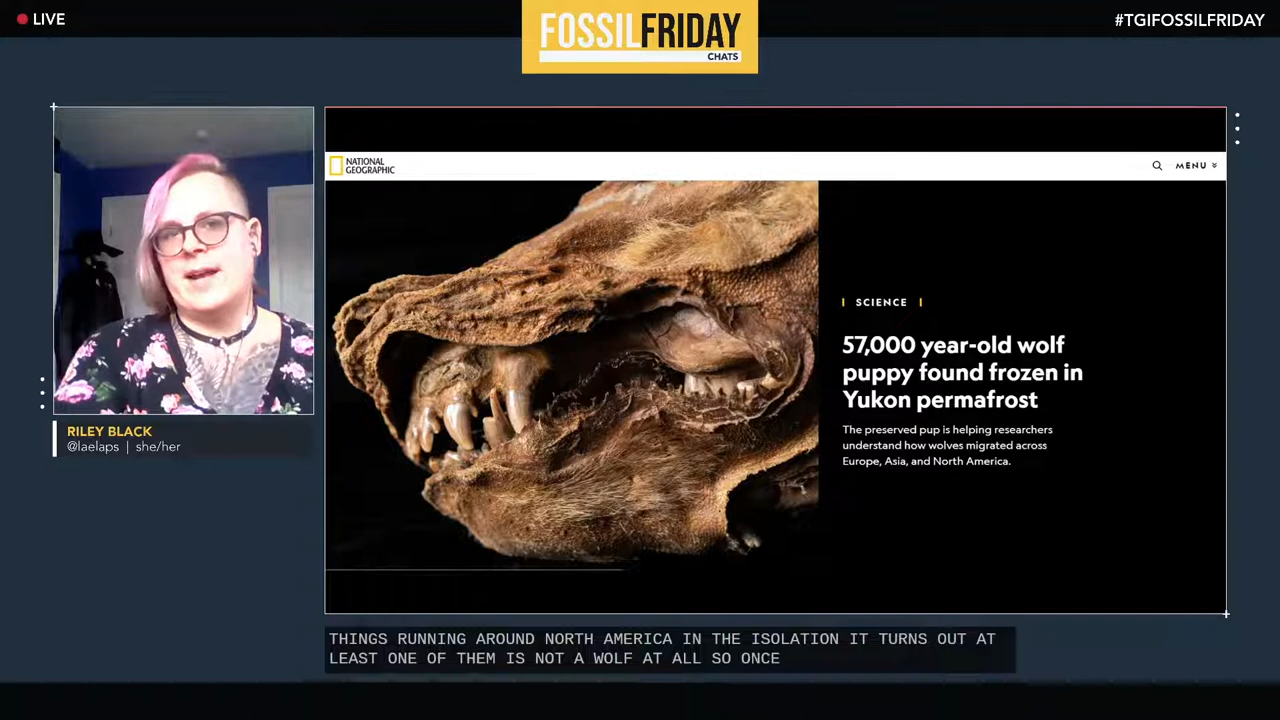 LIVE
FOSSILFRIDAY
CHATS
#TGIFOSSILFRIDAY
NATIONAL
GEOGRAPHIC
MENU
SCIENCE
57,000 year-old wolf
puppy found frozen in
Yukon permafrost
The preserved pup is helping researchers
understand how wolves migrated across
Europe, Asia, and North America.
RILEY BLACK
@laelaps | she/her
THINGS RUNNING AROUND NORTH AMERICA IN THE ISOLATION IT TURNS OUT AT
LEAST ONE OF THEM IS NOT A WOLF AT ALL SO ONCE